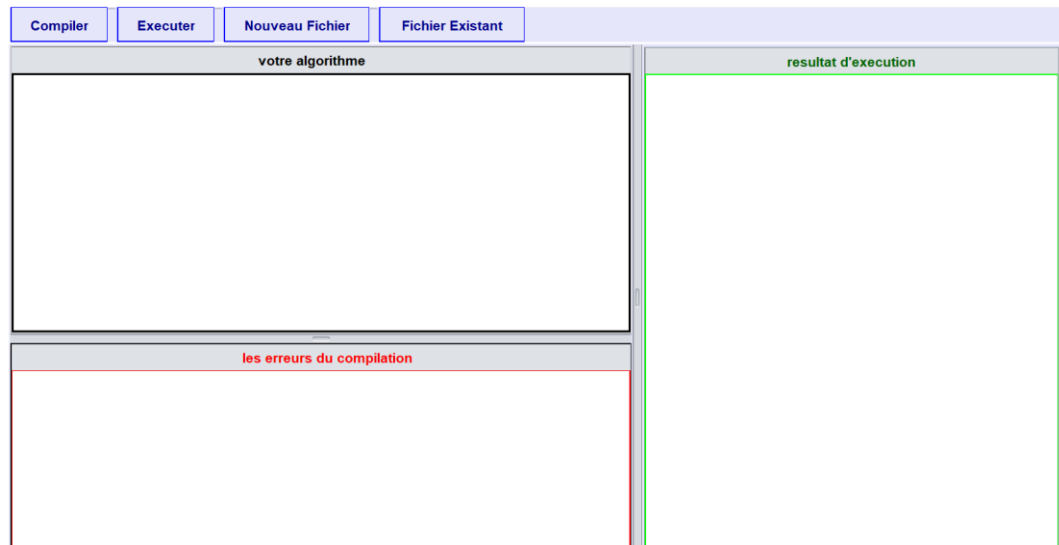 Compiler Executer Nouveau Fichier Fichier Existant
votre algorithme
resultat d'execution
les erreurs du compilation